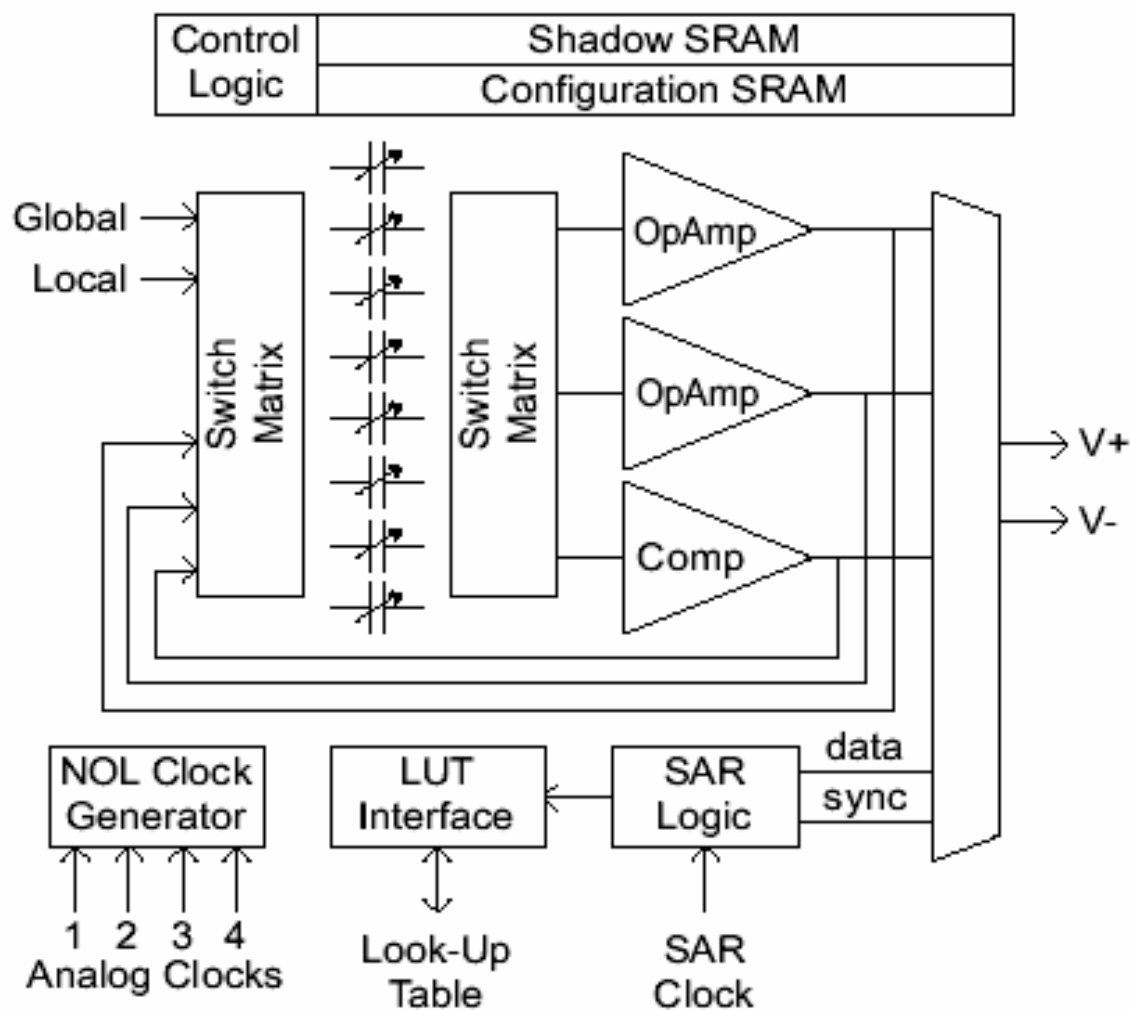 Control
Logic
Shadow SRAM
Configuration SRAM
Global
Local
Switch
Matrix
Switch
Matrix
OpAmp
OpAmp
Comp
V+
V-
NOL Clock
Generator
LUT
Interface
SAR
Logic
data
sync
1 2 3 4
Analog Clocks
Look-Up
Table
SAR
Clock